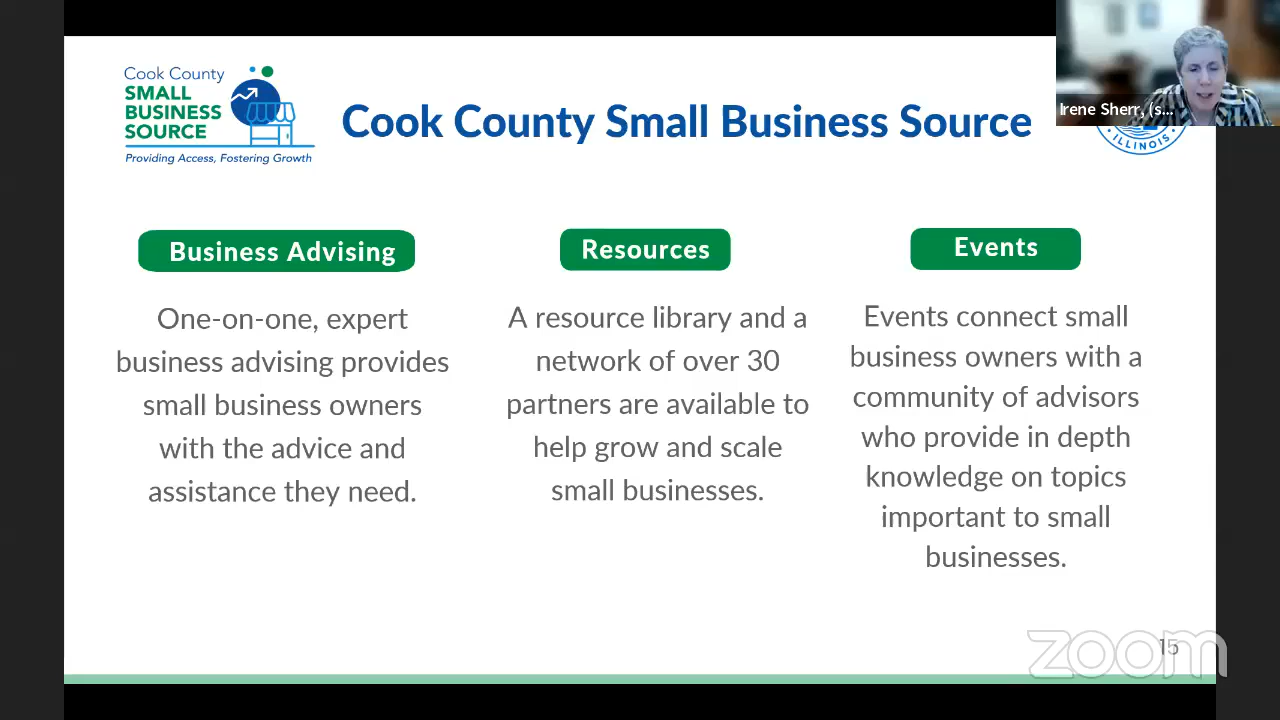 Cook County
SMALL
BUSINESS
SOURCE
Providing Access, Fostering Growth
Cook County Small Business Source
Irene Sherr, (s...
ILLINOIS
Business Advising
One-on-one, expert
business advising provides
small business owners
with the advice and
assistance they need.
Resources
A resource library and a
network of over 30
partners are available to
help grow and scale
small businesses.
Events
Events connect small
business owners with a
community of advisors
who provide in depth
knowledge on topics
important to small
businesses.
15
zoom